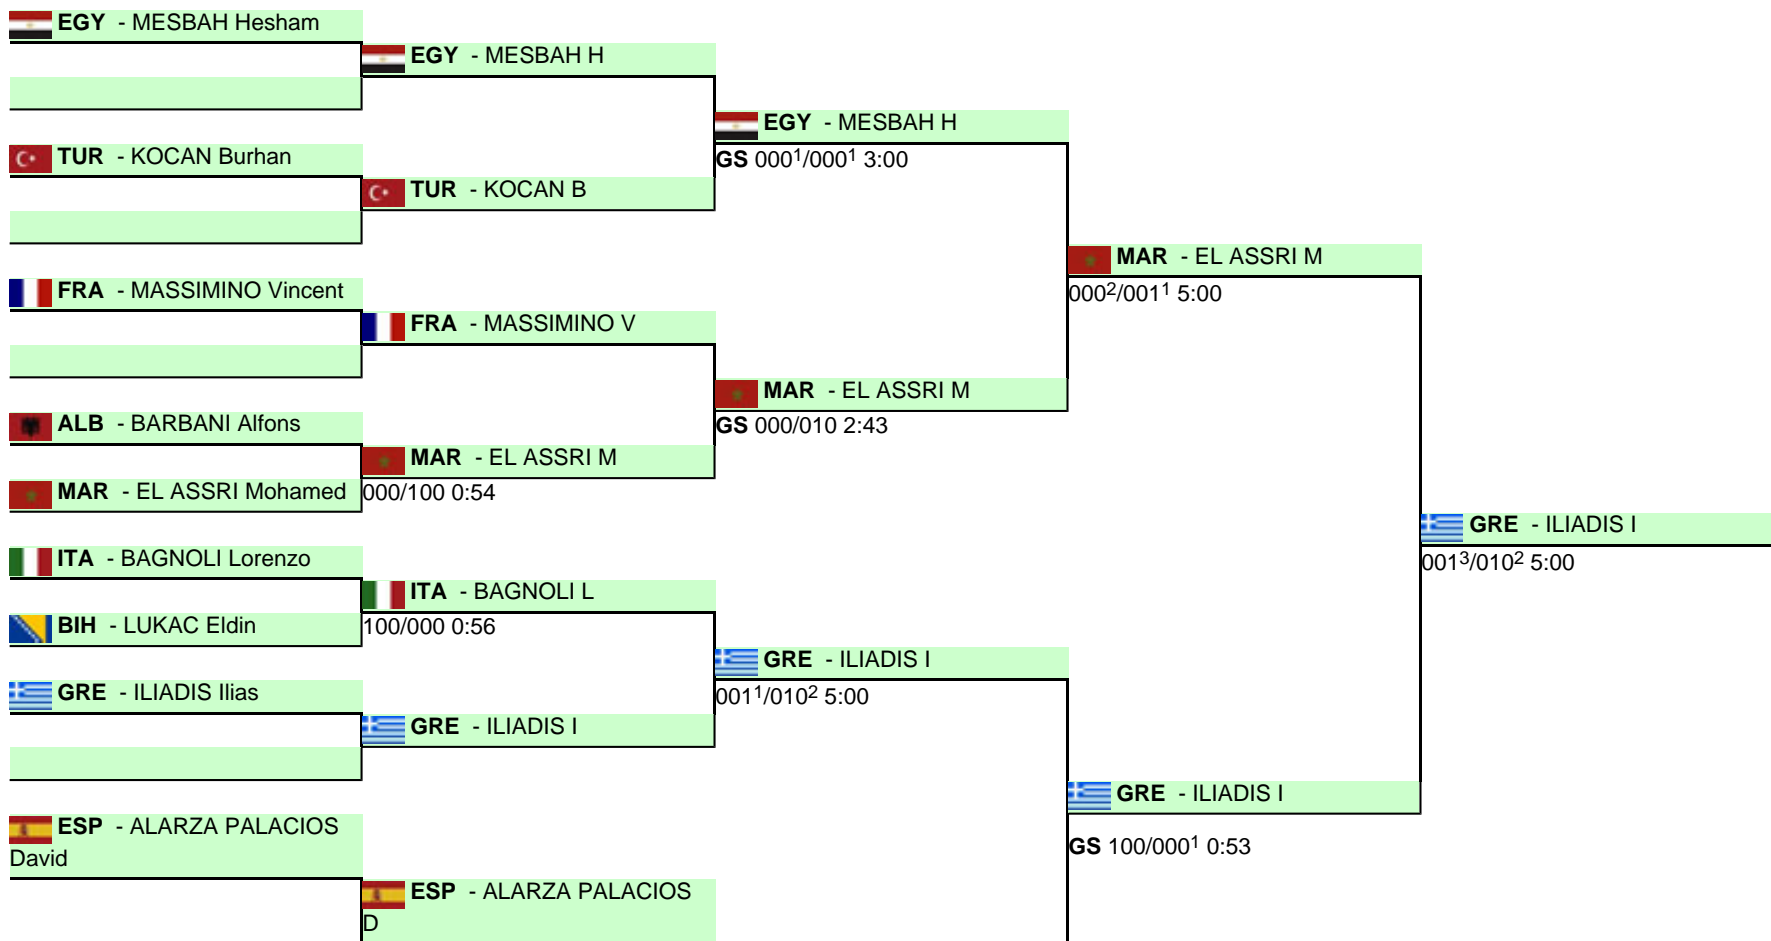 EGY - MESBAH Hesham
EGY - MESBAH H
EGY - MESBAH H
GS 000¹/000¹ 3:00
TUR - KOCAN Burhan
TUR - KOCAN B
MAR - EL ASSRI M
000²/001¹ 5:00
FRA - MASSIMINO Vincent
FRA - MASSIMINO V
MAR - EL ASSRI M
GS 000/010 2:43
ALB - BARBANI Alfons
MAR - EL ASSRI M
MAR - EL ASSRI Mohamed
000/100 0:54
GRE - ILIADIS I
001³/010² 5:00
ITA - BAGNOLI Lorenzo
ITA - BAGNOLI L
BIH - LUKAC Eldin
100/000 0:56
GRE - ILIADIS I
001¹/010² 5:00
GRE - ILIADIS Ilias
GRE - ILIADIS I
GRE - ILIADIS I
GS 100/000¹ 0:53
ESP - ALARZA PALACIOS
David
ESP - ALARZA PALACIOS
D